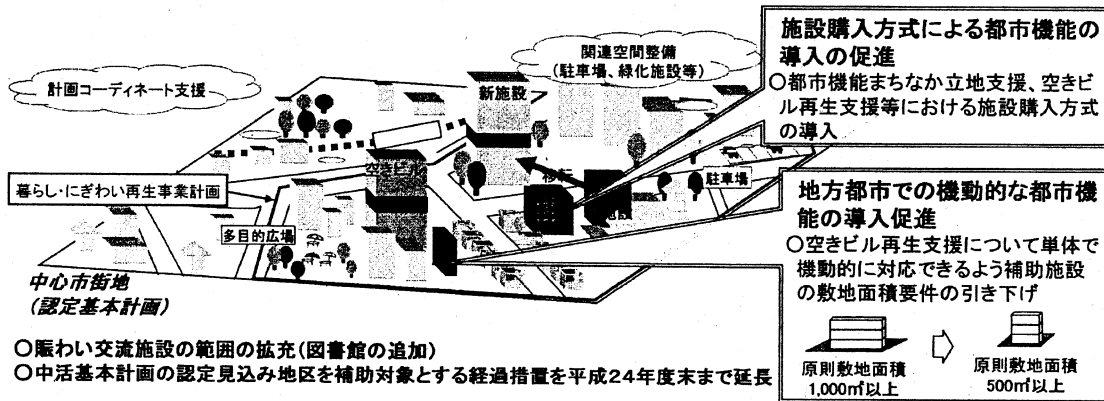 計画コーディネート支援
関連空間整備
(駐車場、緑化施設等)
新施設
空きビル
移転
施設
駐車場
暮らし・にぎわい再生事業計画
多目的広場
中心市街地
(認定基本計画)
施設購入方式による都市機能の
導入の促進
○都市機能まちなか立地支援、空きビ
ル再生支援等における施設購入方式
の導入
地方都市での機動的な都市機
能の導入促進
○空きビル再生支援について単体で
機動的に対応できるよう補助施設
の敷地面積要件の引き下げ
原則敷地面積
1,000㎡以上
原則敷地面積
500㎡以上
○賑わい交流施設の範囲の拡充(図書館の追加)
○中活基本計画の認定見込み地区を補助対象とする経過措置を平成24年度末まで延長